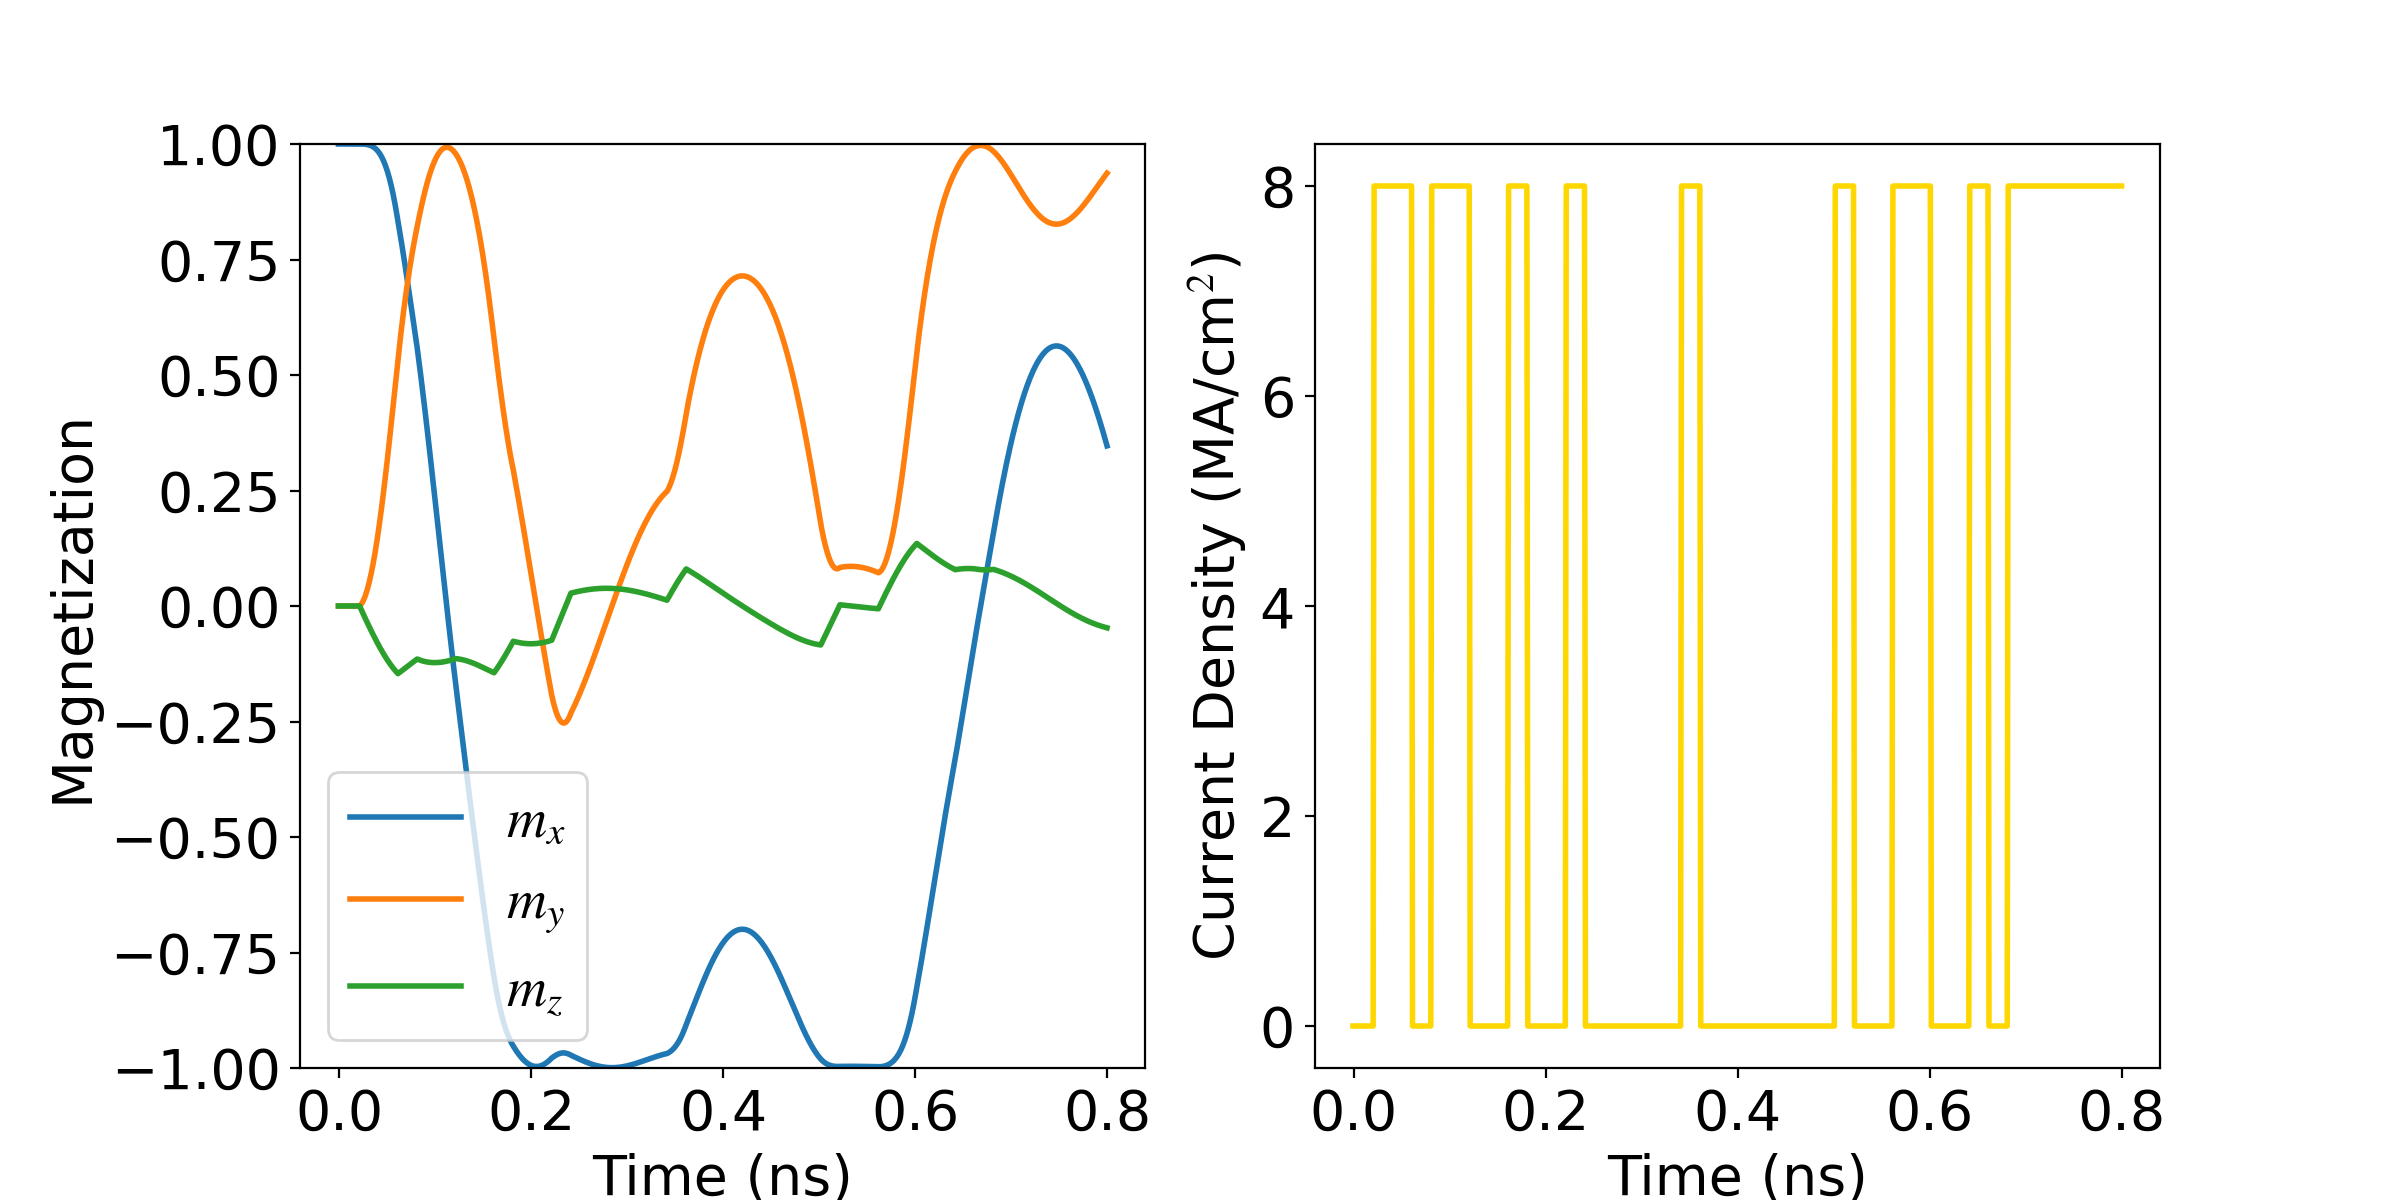 1.00
0.75
0.50
0.25
0.00
−0.25
−0.50
−0.75
−1.00
Magnetization
m_x
m_y
m_z
0.0 0.2 0.4 0.6 0.8
Time (ns)
8
6
4
2
0
Current Density (MA/cm²)
0.0 0.2 0.4 0.6 0.8
Time (ns)